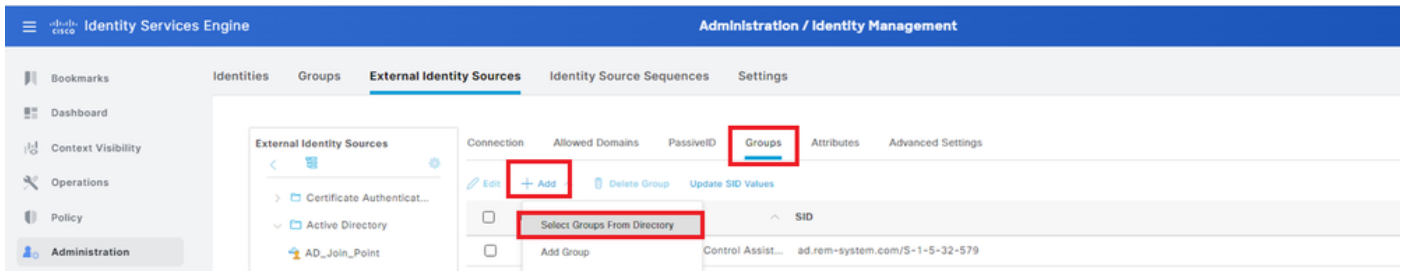 cisco Identity Services Engine Administration / Identity Management
Bookmarks
Dashboard
Context Visibility
Operations
Policy
Administration
Identities Groups External Identity Sources Identity Source Sequences Settings
External Identity Sources
Certificate Authenticat...
Active Directory
AD_Join_Point
Connection Allowed Domains PassiveID Groups Attributes Advanced Settings
Edit Add Delete Group Update SID Values
SID
Select Groups From Directory
Add Group
Control Assist... ad.rem-system.com/S-1-5-32-579